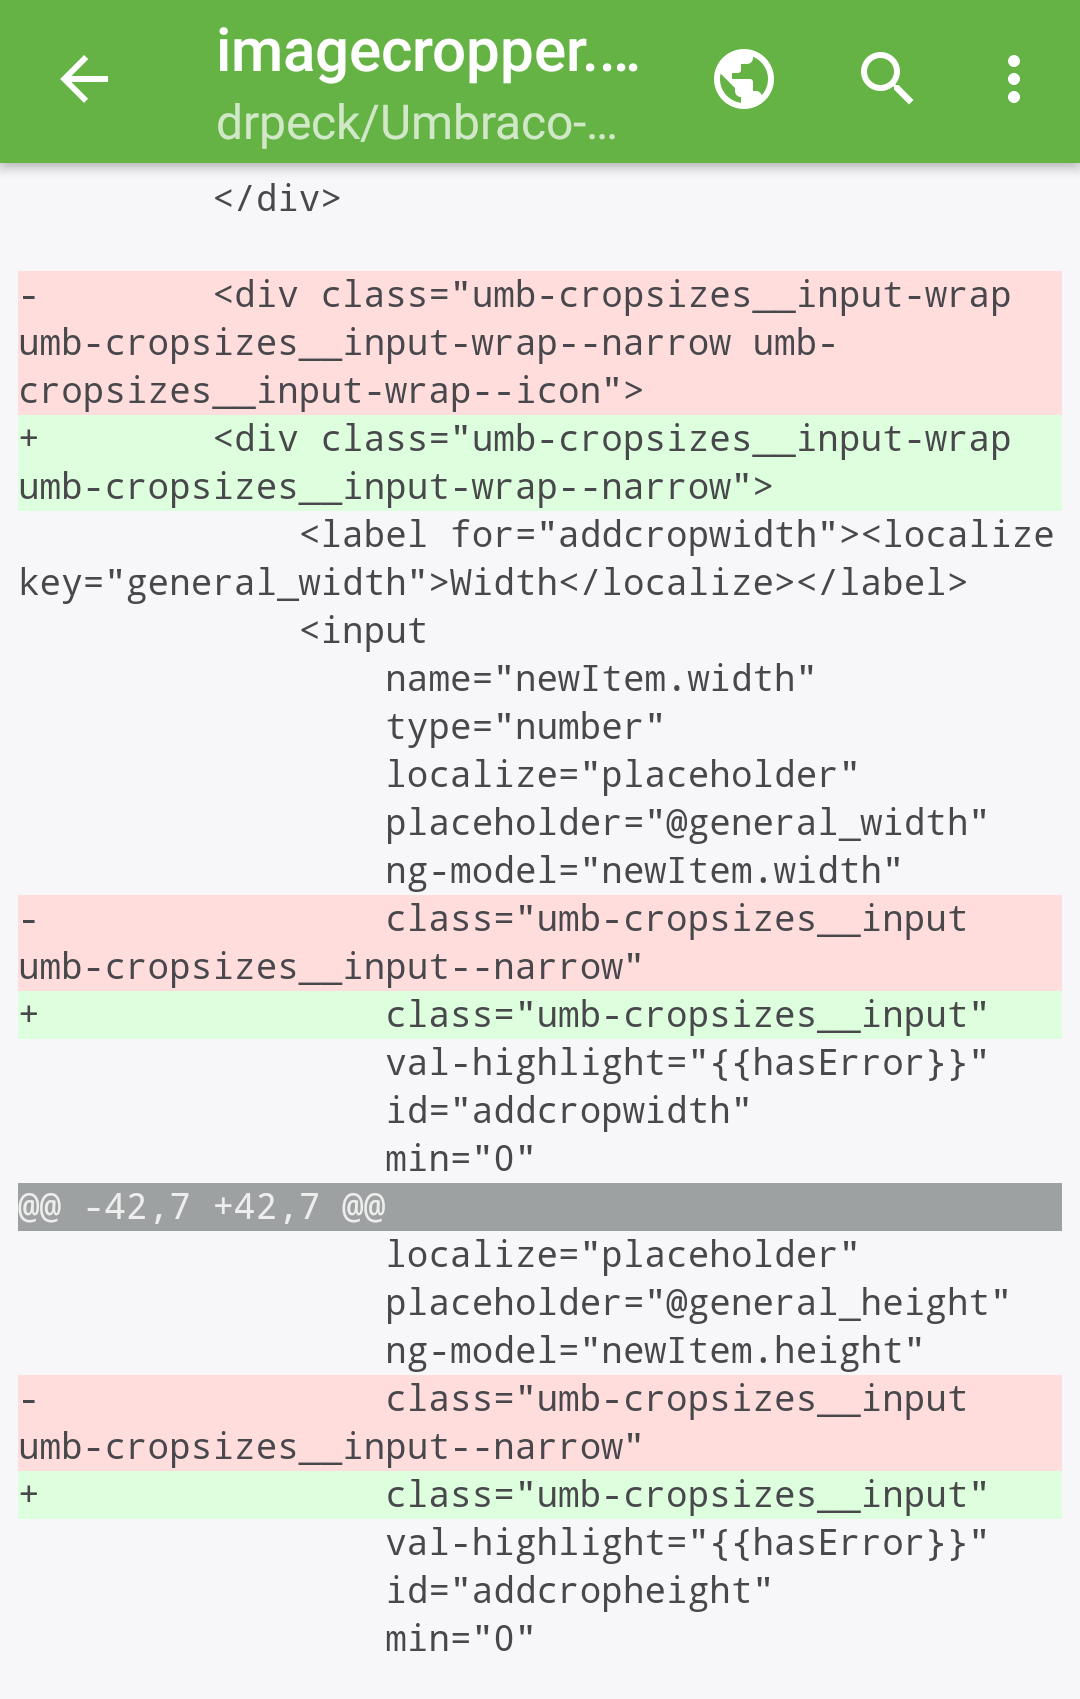 imagecropper.…
drpeck/Umbraco-…
</div>
- <div class="umb-cropsizes__input-wrap
umb-cropsizes__input-wrap--narrow umb-
cropsizes__input-wrap--icon">
+ <div class="umb-cropsizes__input-wrap
umb-cropsizes__input-wrap--narrow">
<label for="addcropwidth"><localize
key="general_width">Width</localize></label>
<input
name="newItem.width"
type="number"
localize="placeholder"
placeholder="@general_width"
ng-model="newItem.width"
- class="umb-cropsizes__input
umb-cropsizes__input--narrow"
+ class="umb-cropsizes__input"
val-highlight="{{hasError}}"
id="addcropwidth"
min="0"
@@ -42,7 +42,7 @@
localize="placeholder"
placeholder="@general_height"
ng-model="newItem.height"
- class="umb-cropsizes__input
umb-cropsizes__input--narrow"
+ class="umb-cropsizes__input"
val-highlight="{{hasError}}"
id="addcropheight"
min="0"